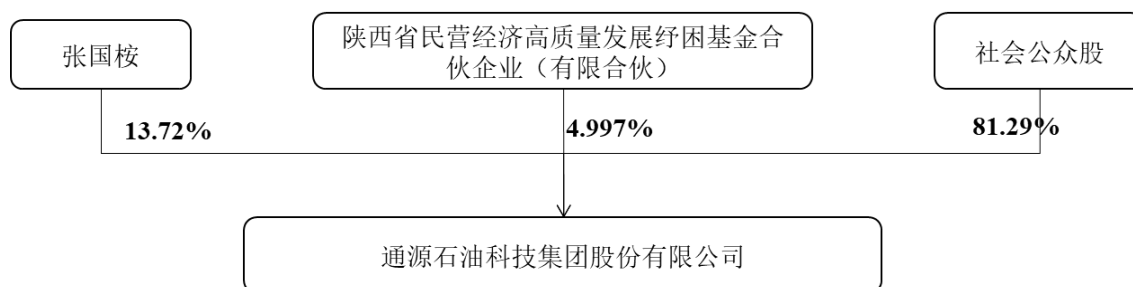 张国桉
陕西省民营经济高质量发展纾困基金合
伙企业（有限合伙）
社会公众股
13.72%
4.997%
81.29%
通源石油科技集团股份有限公司